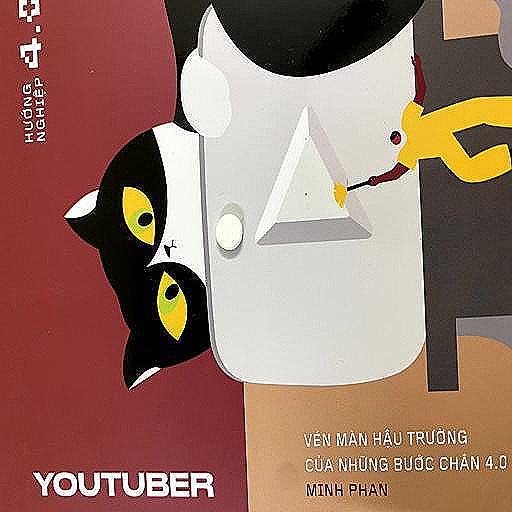 HƯỚNG
NGHIỆP
4.0
YOUTUBER
VÉN MÀN HẬU TRƯỜNG
CỦA NHỮNG BƯỚC CHÂN 4.0
MINH PHAN